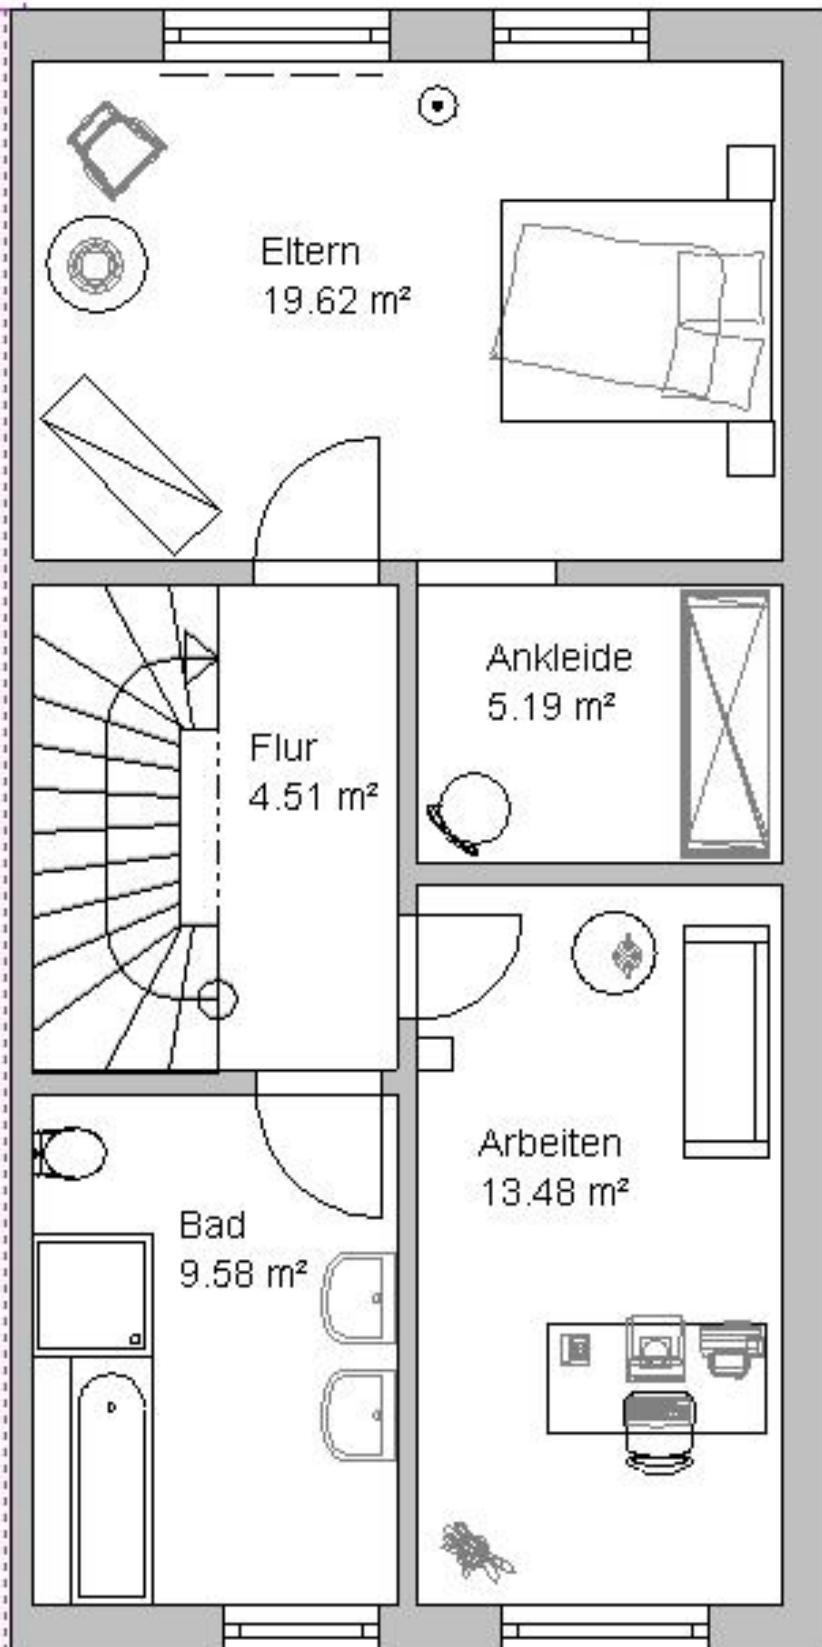 Eltern
19.62 m²
Ankleide
5.19 m²
Flur
4.51 m²
Arbeiten
13.48 m²
Bad
9.58 m²